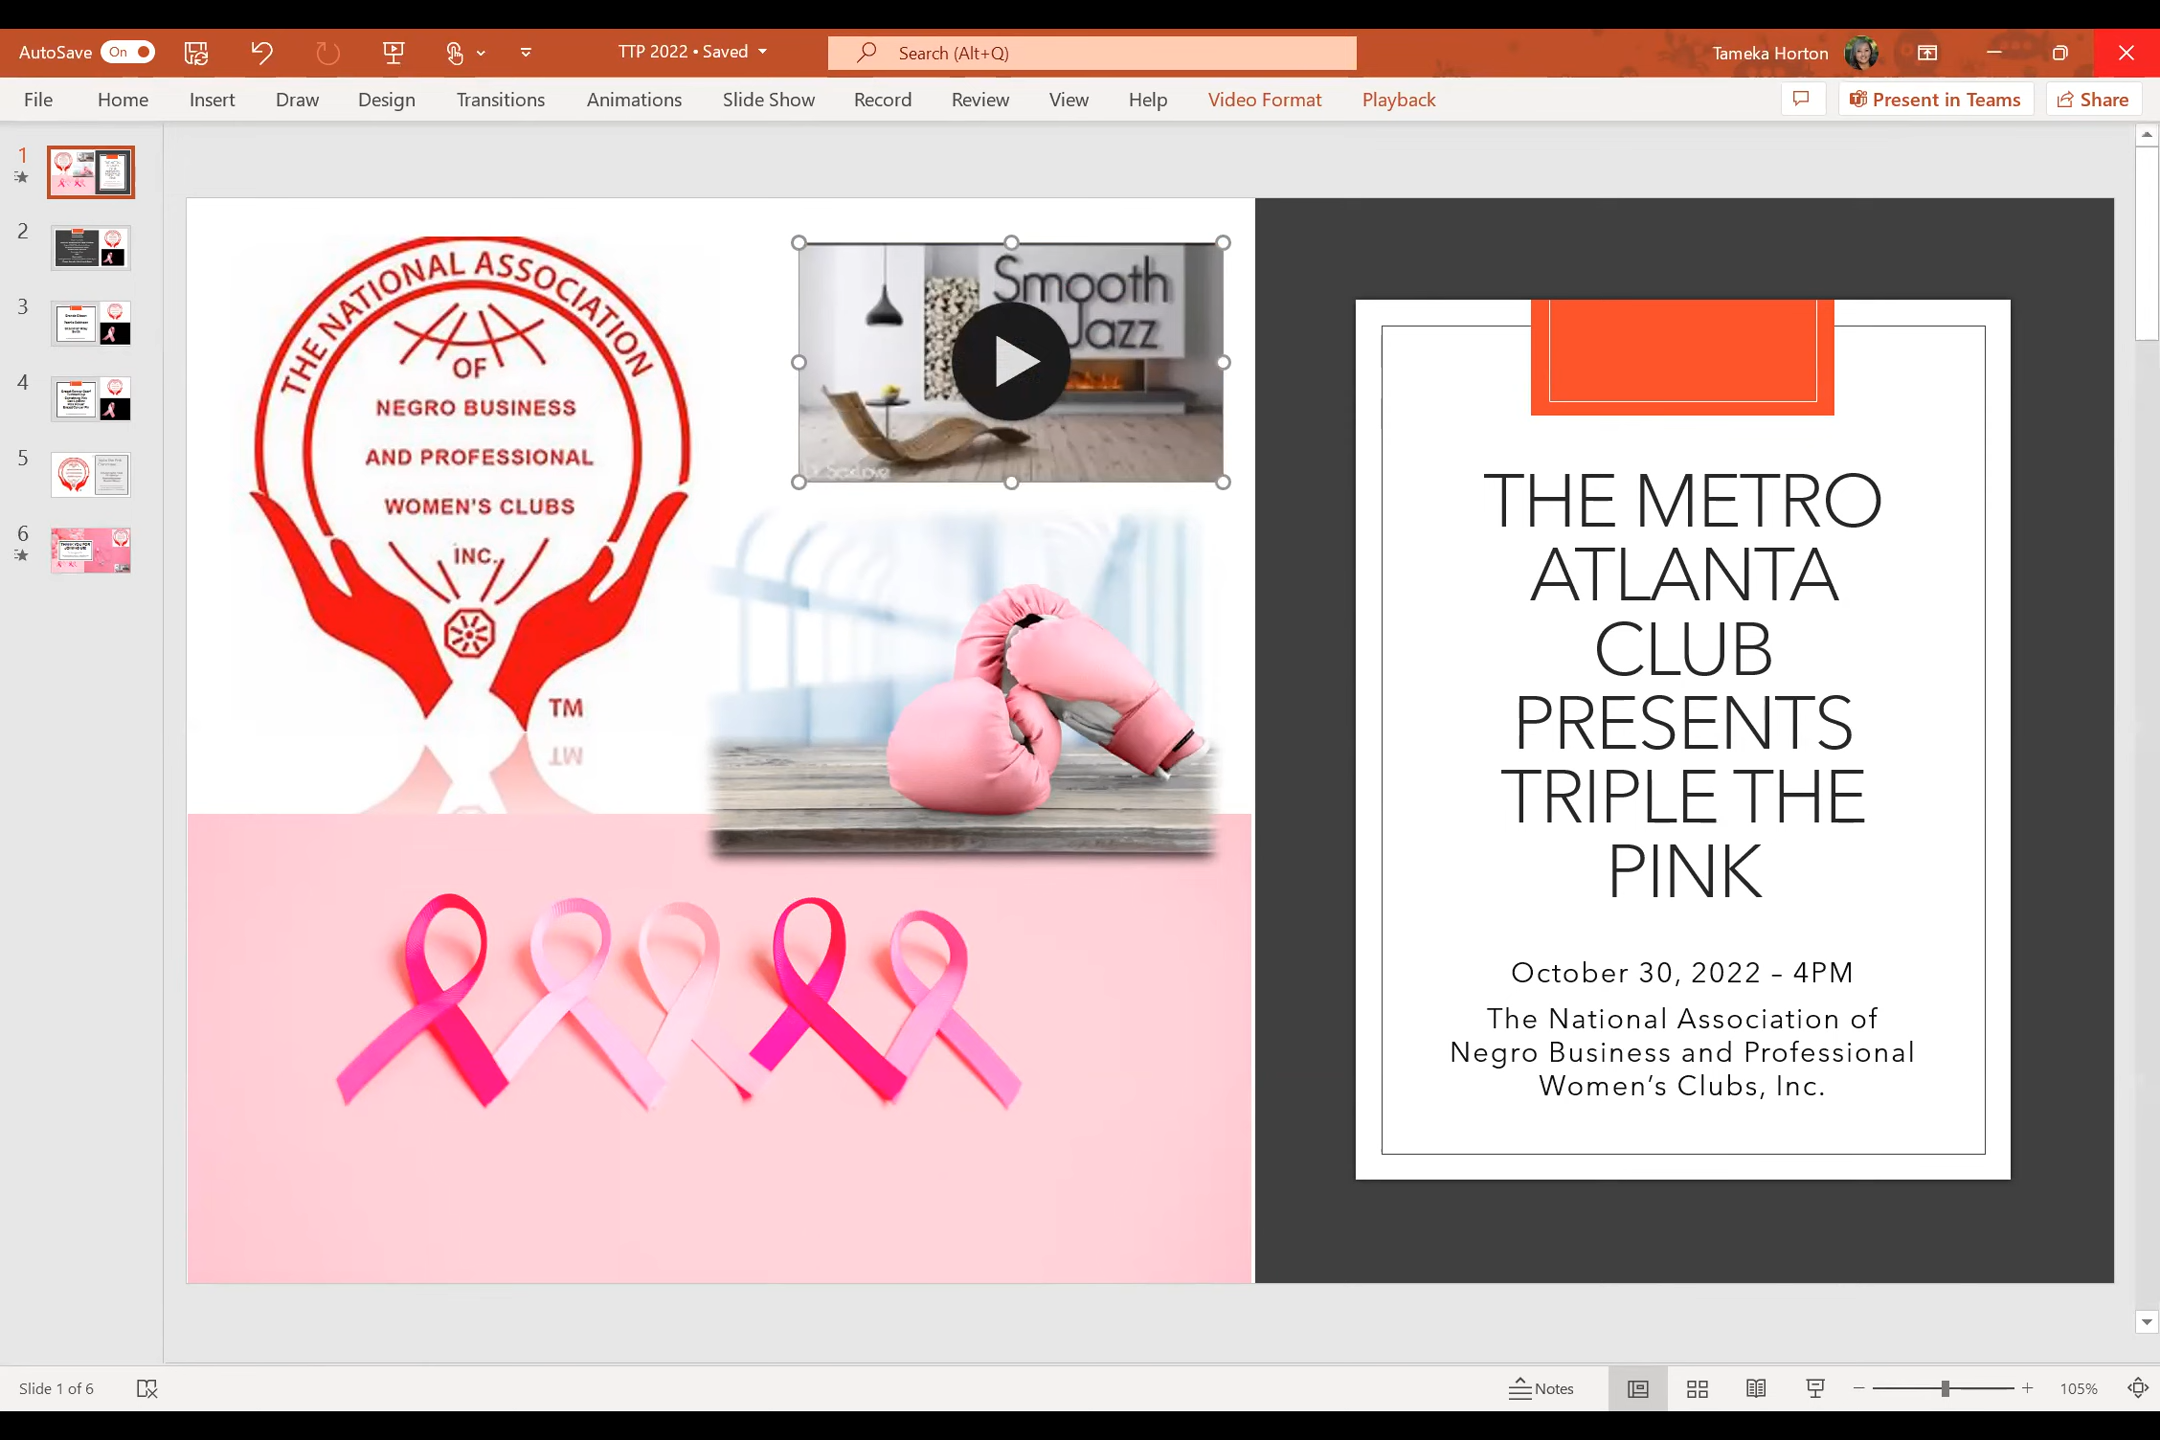 AutoSave On
TTP 2022 • Saved
Search (Alt+Q)
Tameka Horton
File Home Insert Draw Design Transitions Animations Slide Show Record Review View Help Video Format Playback
Present in Teams Share
1
2
3
4
5
6
THE NATIONAL ASSOCIATION
OF
NEGRO BUSINESS
AND PROFESSIONAL
WOMEN'S CLUBS
INC.
TM
Smooth
Jazz
THE METRO
ATLANTA
CLUB
PRESENTS
TRIPLE THE
PINK
October 30, 2022 – 4PM
The National Association of
Negro Business and Professional
Women’s Clubs, Inc.
Slide 1 of 6
Notes
105%